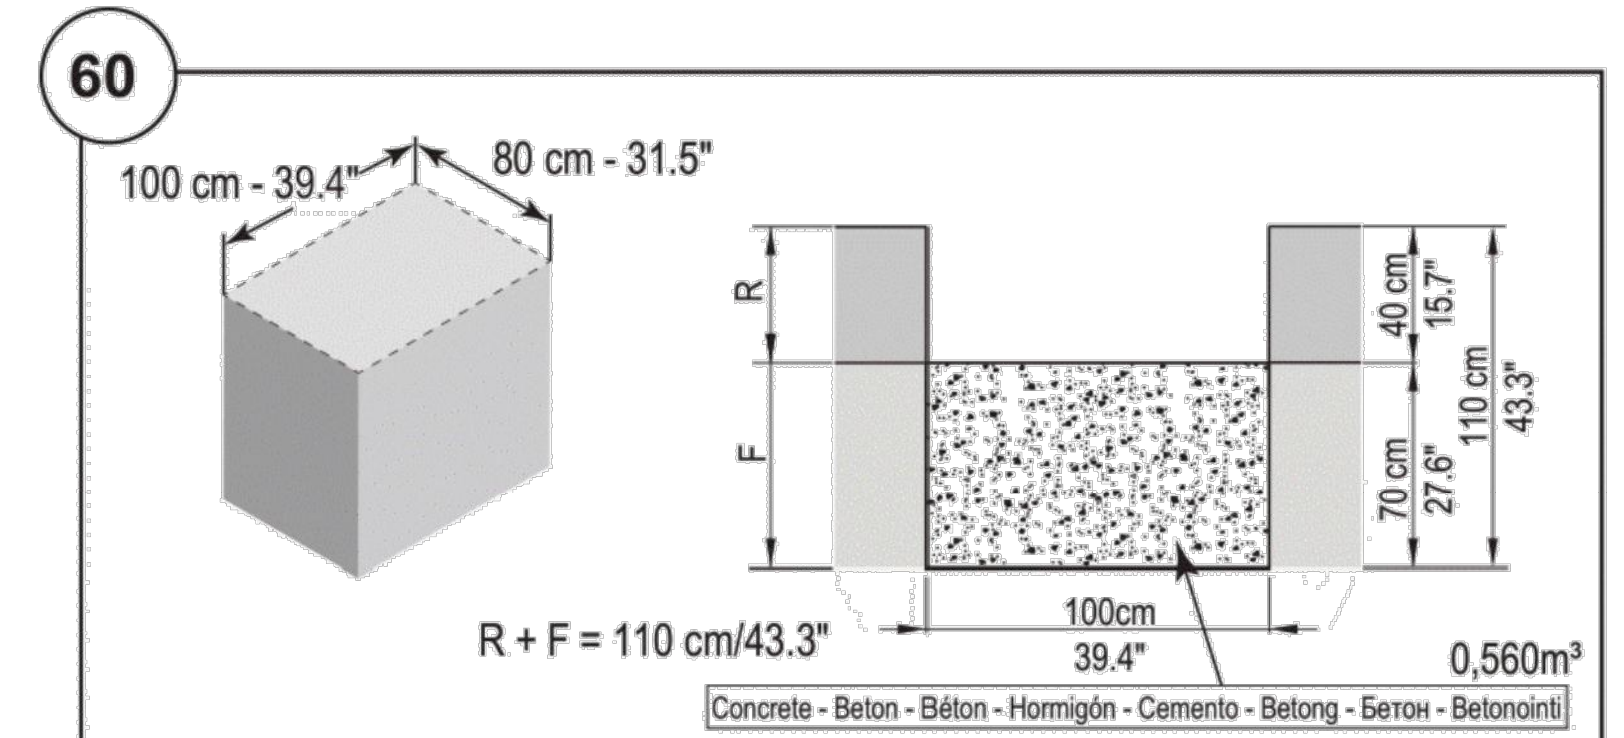 60
100 cm - 39.4"
80 cm - 31.5"
R
40 cm
15.7"
F
70 cm
27.6"
110 cm
43.3"
100cm
39.4"
R + F = 110 cm/43.3"
0,560m³
Concrete - Beton - Béton - Hormigón - Cemento - Betong - Бетон - Betonointi